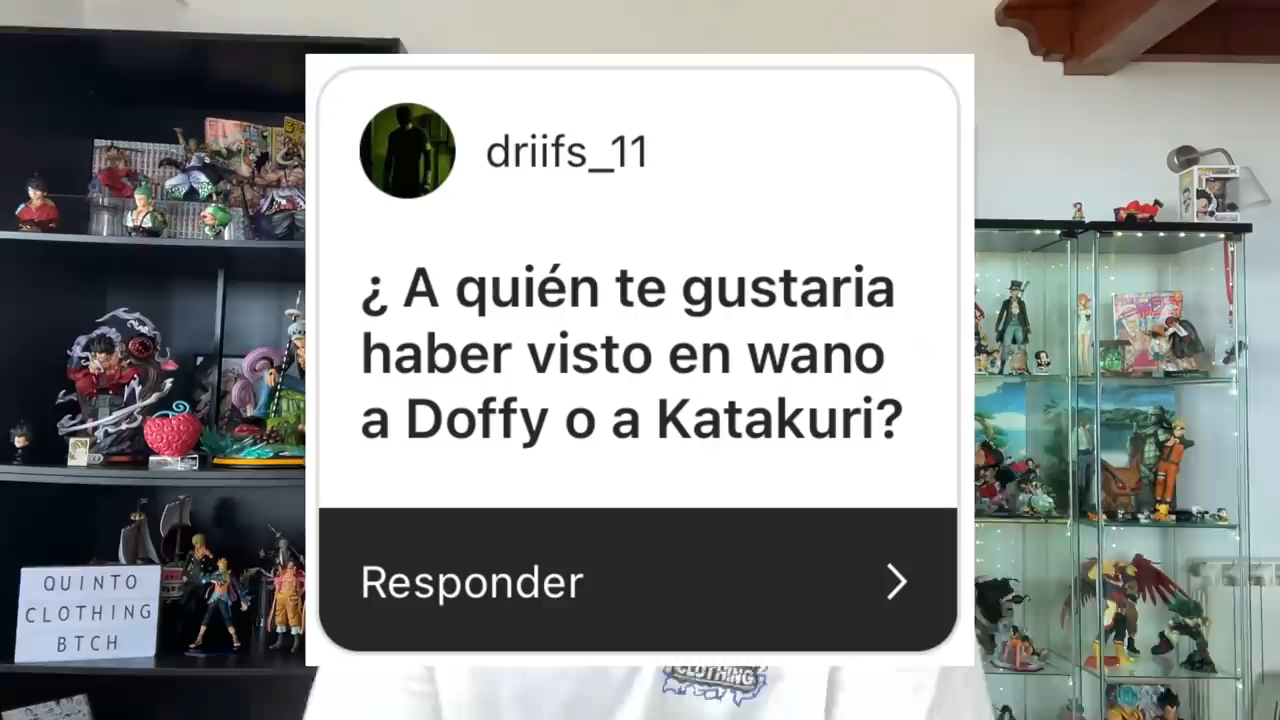 driifs_11
¿ A quién te gustaria
haber visto en wano
a Doffy o a Katakuri?
Responder
QUINTO
CLOTHING
BTCH
CLOTHING